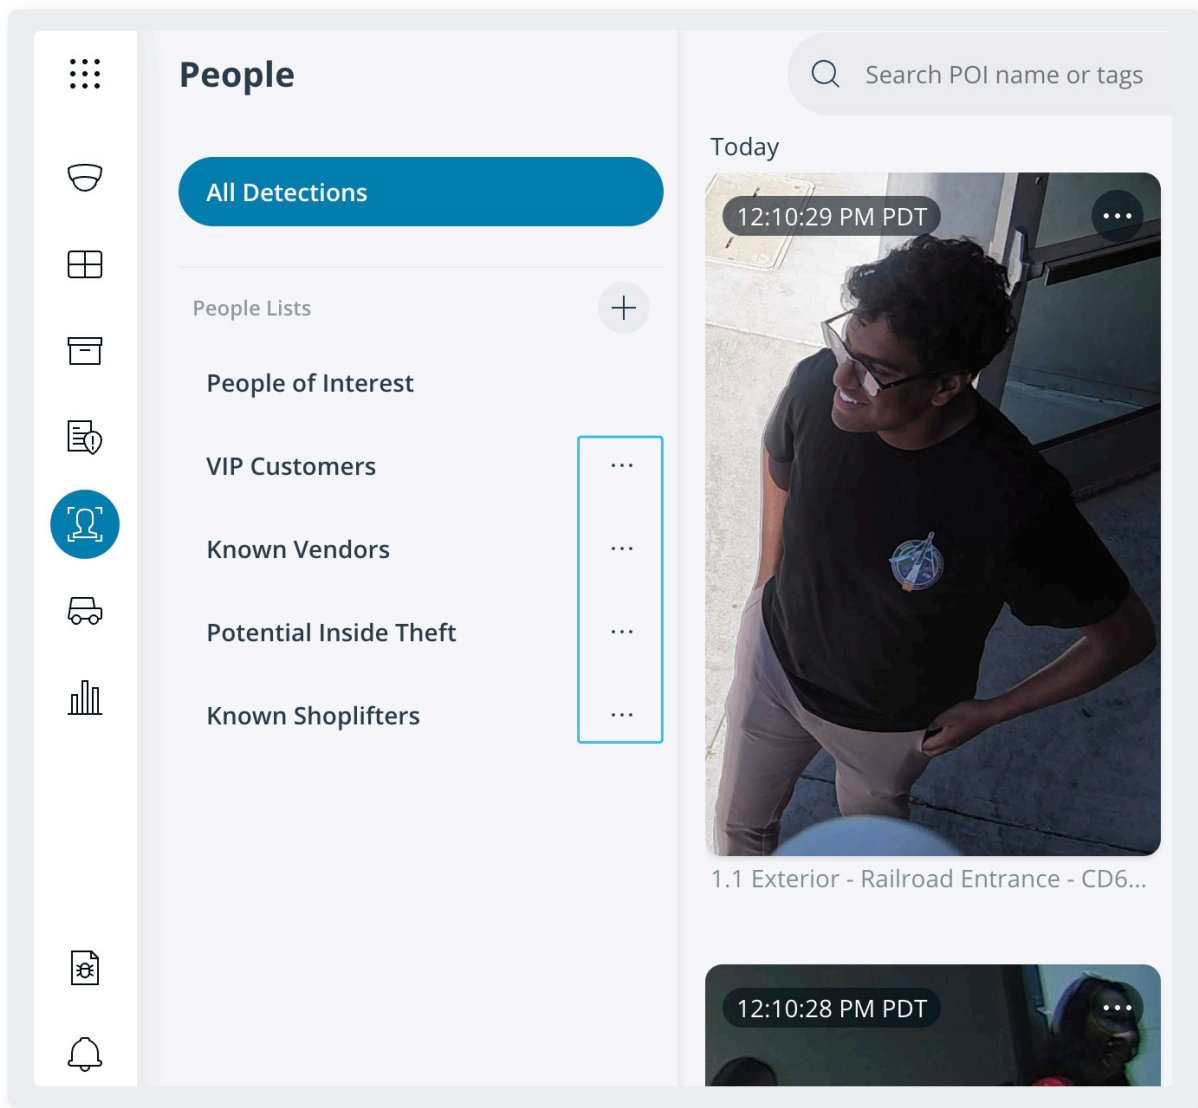 People
All Detections
People Lists
People of Interest
VIP Customers
Known Vendors
Potential Inside Theft
Known Shoplifters
Search POI name or tags
Today
12:10:29 PM PDT
1.1 Exterior - Railroad Entrance - CD6...
12:10:28 PM PDT